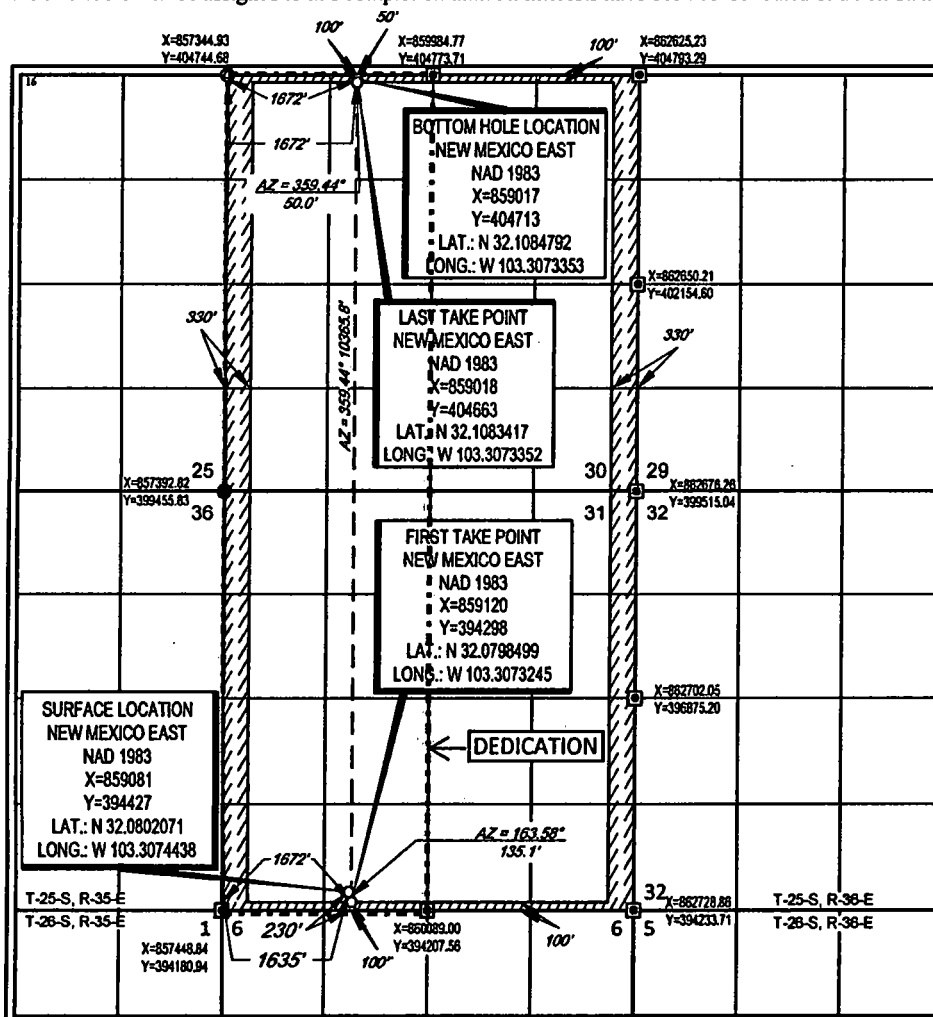 50'
100'
X=857344.93
Y=404744.68
X=859984.77
Y=404773.71
100'
X=862625.23
Y=404793.29
16
1672'
1672'
AZ = 359.44°
50.0'
BOTTOM HOLE LOCATION
NEW MEXICO EAST
NAD 1983
X=859017
Y=404713
LAT.: N 32.1084792
LONG.: W 103.3073353
X=862650.21
Y=402154.60
330'
LAST TAKE POINT
NEW MEXICO EAST
NAD 1983
X=859018
Y=404663
LAT.: N 32.1083417
LONG.: W 103.3073352
330'
AZ = 359.44° 10365.8'
25
30
29
X=857392.82
Y=399455.83
X=862676.26
Y=399515.04
36
31
32
FIRST TAKE POINT
NEW MEXICO EAST
NAD 1983
X=859120
Y=394298
LAT.: N 32.0798499
LONG.: W 103.3073245
X=862702.05
Y=396875.20
SURFACE LOCATION
NEW MEXICO EAST
NAD 1983
X=859081
Y=394427
LAT.: N 32.0802071
LONG.: W 103.3074438
DEDICATION
AZ = 163.58°
135.1'
1672'
T-25-S, R-35-E
T-26-S, R-35-E
32
X=862728.88
Y=394233.71
T-25-S, R-36-E
T-26-S, R-36-E
1
6
230'
X=860089.00
Y=394207.56
6
5
X=857448.84
Y=394180.94
1635'
100'
100'